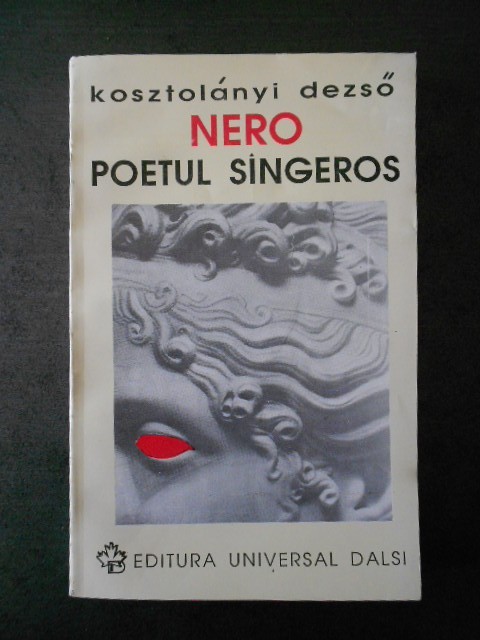 kosztolányi dezső
NERO
POETUL SÎNGEROS
EDITURA UNIVERSAL DALSI